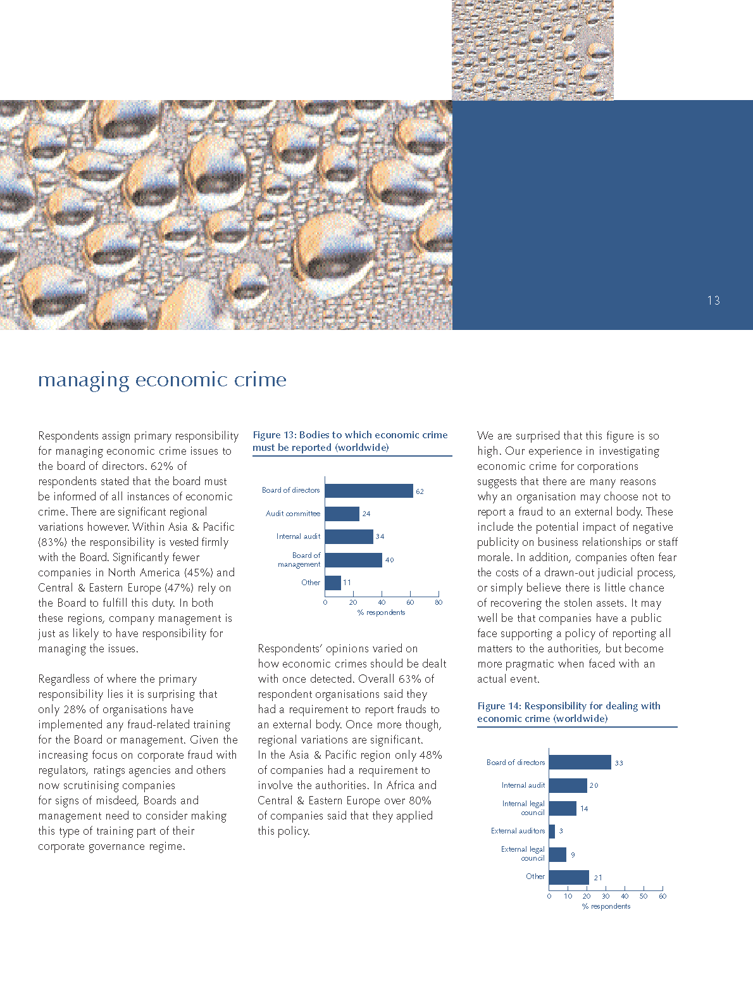 13
managing economic crime
Respondents assign primary responsibility
for managing economic crime issues to
the board of directors. 62% of
respondents stated that the board must
be informed of all instances of economic
crime. There are significant regional
variations however. Within Asia & Pacific
(83%) the responsibility is vested firmly
with the Board. Significantly fewer
companies in North America (45%) and
Central & Eastern Europe (47%) rely on
the Board to fulfill this duty. In both
these regions, company management is
just as likely to have responsibility for
managing the issues.
Regardless of where the primary
responsibility lies it is surprising that
only 28% of organisations have
implemented any fraud-related training
for the Board or management. Given the
increasing focus on corporate fraud with
regulators, ratings agencies and others
now scrutinising companies
for signs of misdeed, Boards and
management need to consider making
this type of training part of their
corporate governance regime.
Figure 13: Bodies to which economic crime
must be reported (worldwide)
Board of directors 62
Audit committee 24
Internal audit 34
Board of
management 40
Other 11
0 20 40 60 80
% respondents
Respondents' opinions varied on
how economic crimes should be dealt
with once detected. Overall 63% of
respondent organisations said they
had a requirement to report frauds to
an external body. Once more though,
regional variations are significant.
In the Asia & Pacific region only 48%
of companies had a requirement to
involve the authorities. In Africa and
Central & Eastern Europe over 80%
of companies said that they applied
this policy.
We are surprised that this figure is so
high. Our experience in investigating
economic crime for corporations
suggests that there are many reasons
why an organisation may choose not to
report a fraud to an external body. These
include the potential impact of negative
publicity on business relationships or staff
morale. In addition, companies often fear
the costs of a drawn-out judicial process,
or simply believe there is little chance
of recovering the stolen assets. It may
well be that companies have a public
face supporting a policy of reporting all
matters to the authorities, but become
more pragmatic when faced with an
actual event.
Figure 14: Responsibility for dealing with
economic crime (worldwide)
Board of directors 33
Internal audit 20
Internal legal
council 14
External auditors 3
External legal
council 9
Other 21
0 10 20 30 40 50 60
% respondents